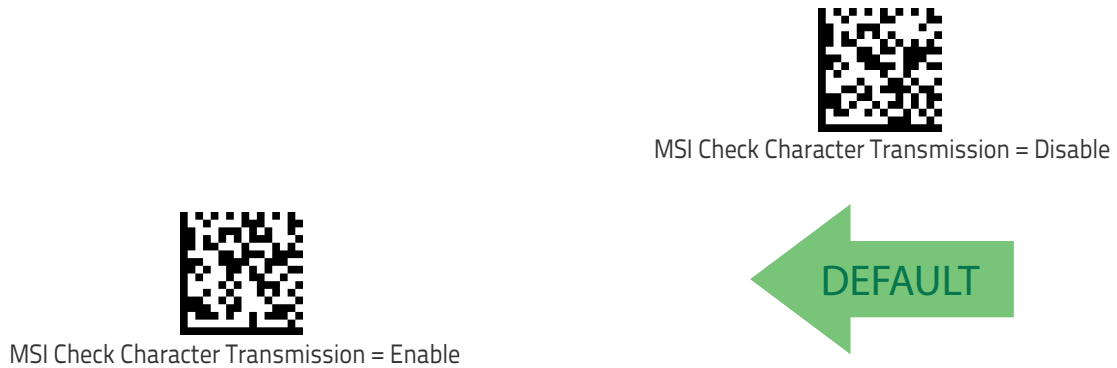 MSI Check Character Transmission = Disable
DEFAULT
MSI Check Character Transmission = Enable